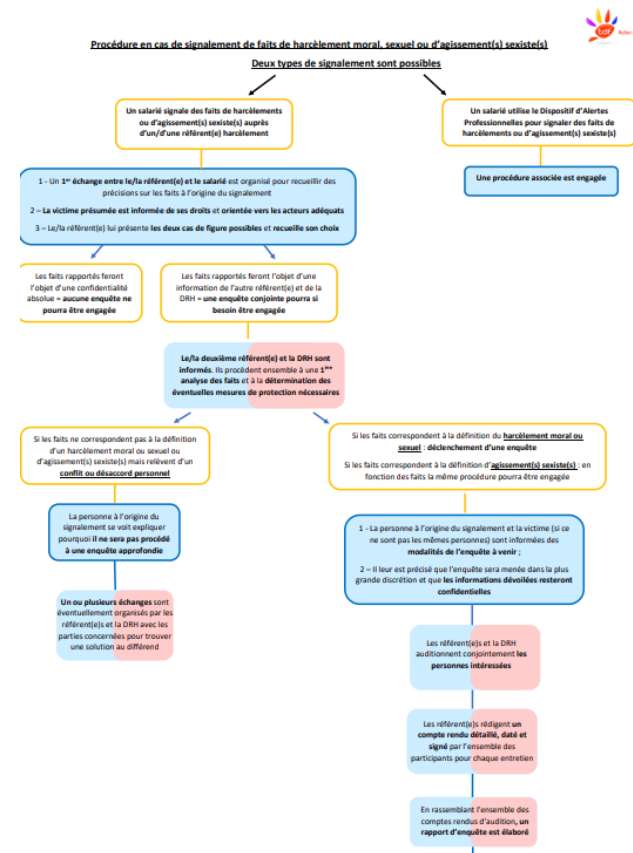 tdf
Procédure en cas de signalement de faits de harcèlement moral, sexuel ou d'agissement(s) sexiste(s)
Deux types de signalement sont possibles
Un salarié signale des faits de harcèlements
ou d'agissement(s) sexiste(s) auprès
d'un/d'une référent(e) harcèlement
Un salarié utilise le Dispositif d'Alertes
Professionnelles pour signaler des faits de
harcèlements ou d'agissement(s) sexiste(s)
1 - Un 1er échange entre le/la référent(e) et le salarié est organisé pour recueillir des
précisions sur les faits à l'origine du signalement
2 – La victime présumée est informée de ses droits et orientée vers les acteurs adéquats
3 – Le/la référent(e) lui présente les deux cas de figure possibles et recueille son choix
Une procédure associée est engagée
Les faits rapportés feront
l'objet d'une confidentialité
absolue = aucune enquête ne
pourra être engagée
Les faits rapportés feront l'objet d'une
information de l'autre référent(e) et de la
DRH = une enquête conjointe pourra si
besoin être engagée
Le/la deuxième référent(e) et la DRH sont
informés. Ils procèdent ensemble à une 1ère
analyse des faits et à la détermination des
éventuelles mesures de protection nécessaires
Si les faits ne correspondent pas à la définition
d'un harcèlement moral ou sexuel ou
d'agissement(s) sexiste(s) mais relèvent d'un
conflit ou désaccord personnel
Si les faits correspondent à la définition du harcèlement moral ou
sexuel : déclenchement d'une enquête
Si les faits correspondent à la définition d'agissement(s) sexiste(s) : en
fonction des faits la même procédure pourra être engagée
La personne à l'origine du
signalement se voit expliquer
pourquoi il ne sera pas procédé
à une enquête approfondie
1 - La personne à l'origine du signalement et la victime (si ce
ne sont pas les mêmes personnes) sont informées des
modalités de l'enquête à venir ;
2 – Il leur est précisé que l'enquête sera menée dans la plus
grande discrétion et que les informations dévoilées resteront
confidentielles
Un ou plusieurs échanges sont
éventuellement organisés par les
référent(e)s et la DRH avec les
parties concernées pour trouver
une solution au différend
Les référent(e)s et la DRH
auditionnent conjointement les
personnes intéressées
Les référent(e)s rédigent un
compte rendu détaillé, daté et
signé par l'ensemble des
participants pour chaque entretien
En rassemblant l'ensemble des
comptes rendus d'audition, un
rapport d'enquête est élaboré